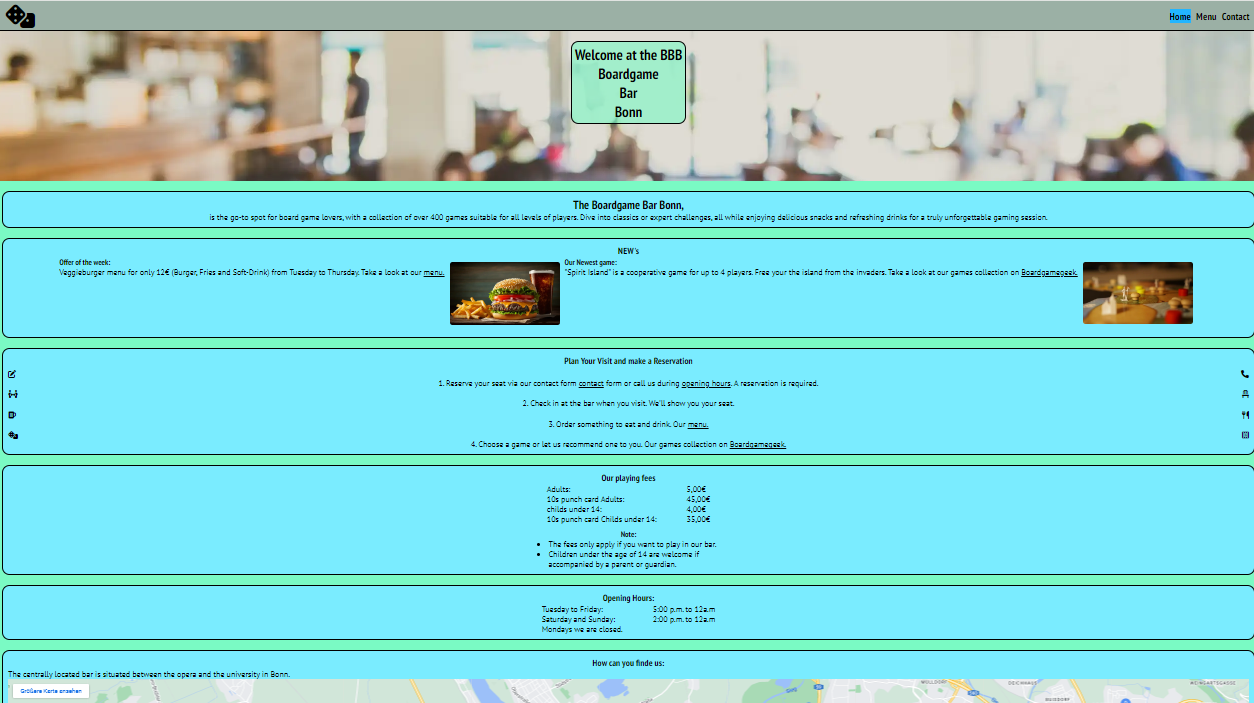 Home Menu Contact
Welcome at the BBB
Boardgame
Bar
Bonn
The Boardgame Bar Bonn,
is the go-to spot for board game lovers, with a collection of over 400 games suitable for all levels of players. Dive into classics or expert challenges, all while enjoying delicious snacks and refreshing drinks for a truly unforgettable gaming session.
NEW's
Offer of the week:
Veggieburger menu for only 12€ (Burger, Fries and Soft-Drink) from Tuesday to Thursday. Take a look at our menu.
Our Newest game:
"Spirit Island" is a cooperative game for up to 4 players. Free your the island from the invaders. Take a look at our games collection on Boardgamegeek.
Plan Your Visit and make a Reservation
1. Reserve your seat via our contact form contact form or call us during opening hours. A reservation is required.
2. Check in at the bar when you visit. We'll show you your seat.
3. Order something to eat and drink. Our menu.
4. Choose a game or let us recommend one to you. Our games collection on Boardgamegeek.
Our playing fees
Adults: 5,00€
10s punch card Adults: 45,00€
childs under 14: 4,00€
10s punch card Childs under 14: 35,00€
Note:
• The fees only apply if you want to play in our bar.
• Children under the age of 14 are welcome if
accompanied by a parent or guardian.
Opening Hours:
Tuesday to Friday: 5:00 p.m. to 12a.m
Saturday and Sunday: 2:00 p.m. to 12a.m
Mondays we are closed.
How can you finde us:
The centrally located bar is situated between the opera and the university in Bonn.
Größere Karte ansehen